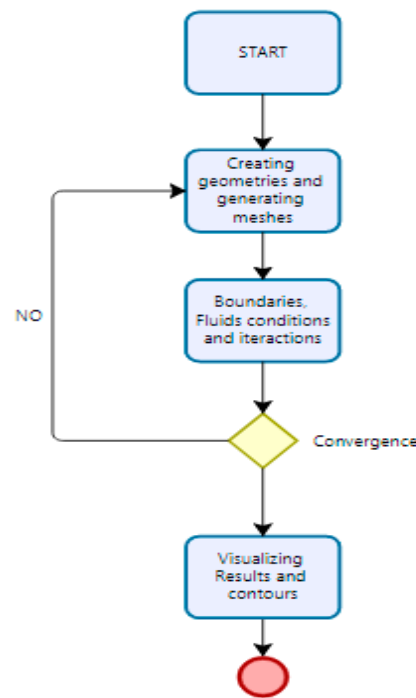 START
Creating
geometries and
generating
meshes
Boundaries,
Fluids conditions
and iteractions
NO
Convergence
Visualizing
Results and
contours